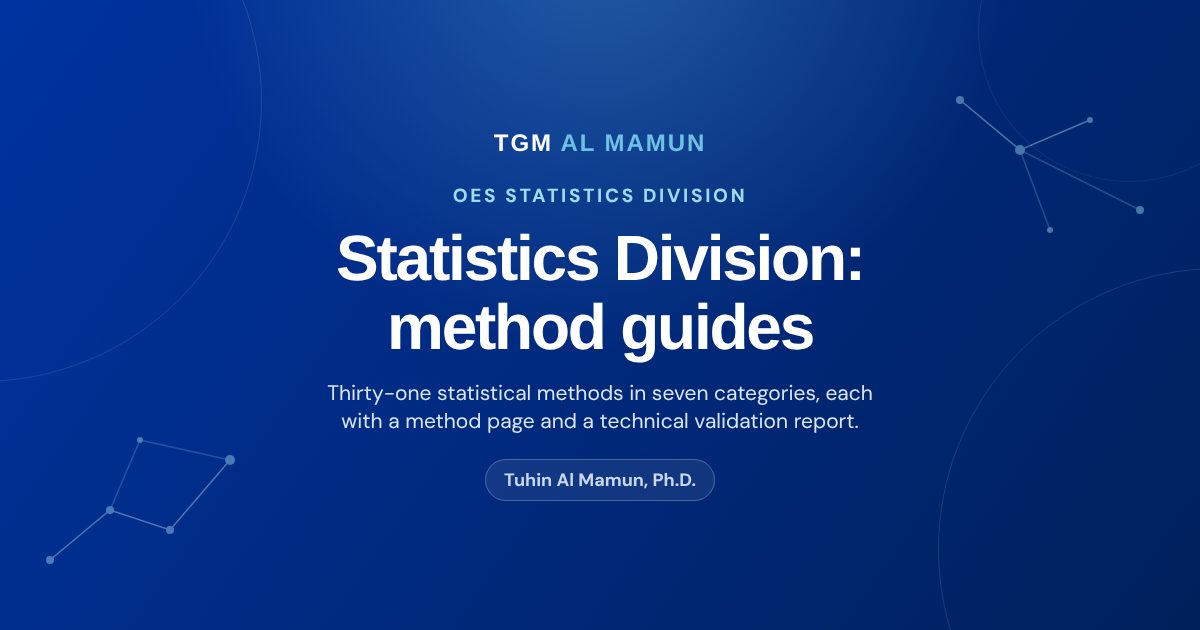 TGM AL MAMUN
OES STATISTICS DIVISION
Statistics Division:
method guides
Thirty-one statistical methods in seven categories, each
with a method page and a technical validation report.
Tuhin Al Mamun, Ph.D.